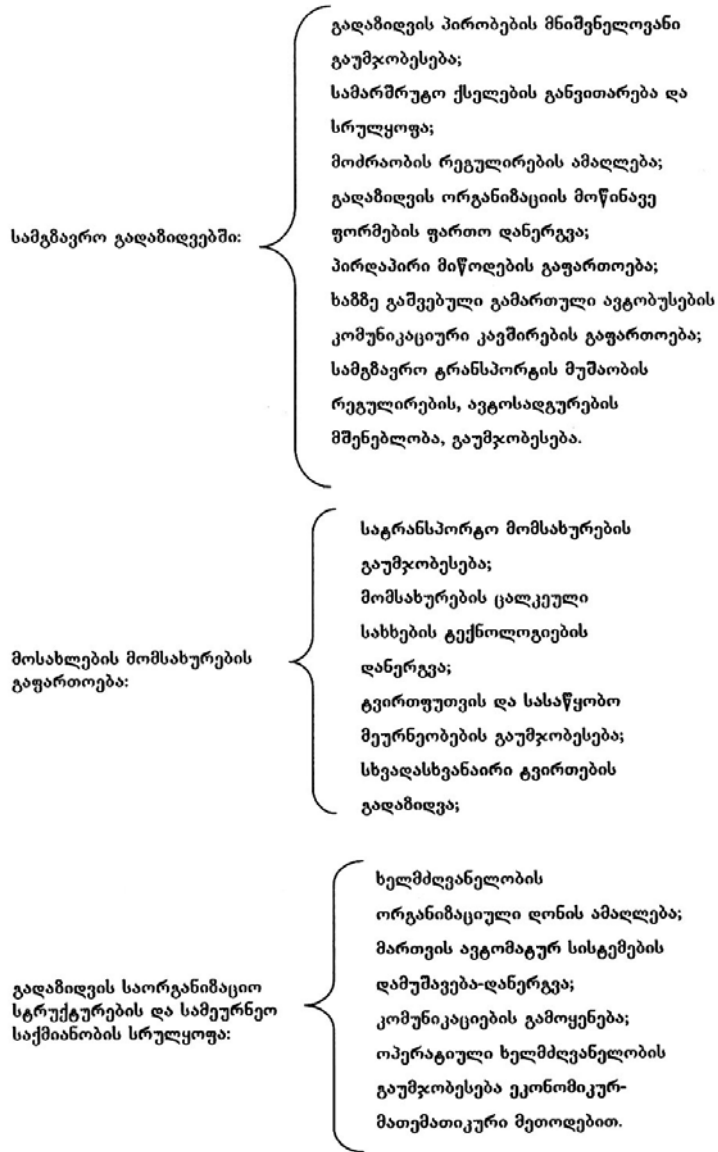 სამგზავრო გადაზიდვებში:
გადაზიდვის პირობების მნიშვნელოვანი
გაუმჯობესება;
სამარშრუტო ქსელების განვითარება და
სრულყოფა;
მოძრაობის რეგულირების ამაღლება;
გადაზიდვის ორგანიზაციის მოწინავე
ფორმების ფართო დანერგვა;
პირდაპირი მიწოდების გაფართოება;
ხაზზე გაშვებული გამართული ავტობუსების
კომუნიკაციური კავშირების გაფართოება;
სამგზავრო ტრანსპორტის მუშაობის
რეგულირების, ავტოსადგურების
მშენებლობა, გაუმჯობესება.
მოსახლების მომსახურების
გაფართოება:
სატრანსპორტო მომსახურების
გაუმჯობესება;
მომსახურების ცალკეული
სახხების ტექნოლოგიების
დანერგვა;
ტვირთფუთვის და სასაწყობო
მეურნეობების გაუმჯობესება;
სხვადასხვანაირი ტვირთების
გადაზიდვა;
გადაზიდვის საორგანიზაციო
სტრუქტურების და სამეურნეო
საქმიანობის სრულყოფა:
ხელმძღვანელობის
ორგანიზაციული დონის ამაღლება;
მართვის ავტომატურ სისტემების
დამუშავება-დანერგვა;
კომუნიკაციების გამოყენება;
ოპერატიული ხელმძღვანელობის
გაუმჯობესება ეკონომიკურ-
მათემათიკური მეთოდებით.